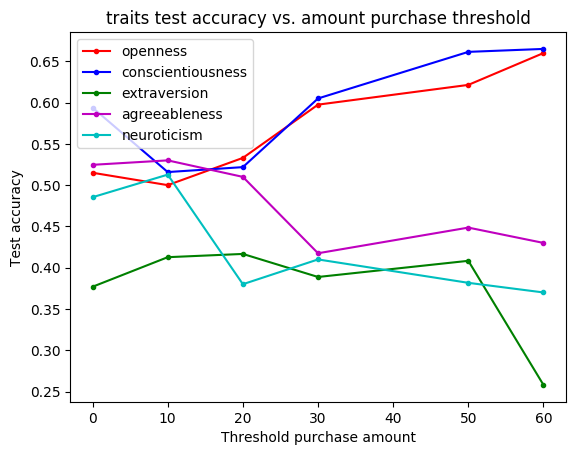 traits test accuracy vs. amount purchase threshold
openness
conscientiousness
extraversion
agreeableness
neuroticism
Test accuracy
0.65
0.60
0.55
0.50
0.45
0.40
0.35
0.30
0.25
0 10 20 30 40 50 60
Threshold purchase amount